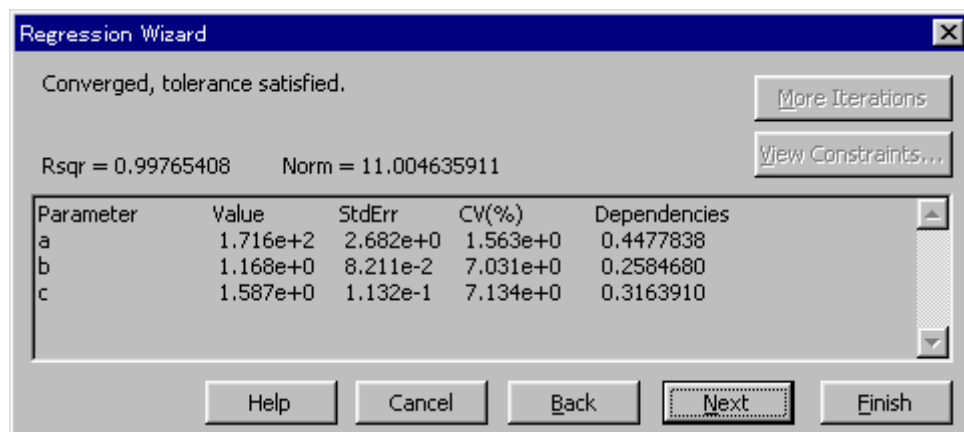 Regression Wizard
Converged, tolerance satisfied.
More Iterations
View Constraints...
Rsqr = 0.99765408 Norm = 11.004635911
Parameter Value StdErr CV(%) Dependencies
a 1.716e+2 2.682e+0 1.563e+0 0.4477838
b 1.168e+0 8.211e-2 7.031e+0 0.2584680
c 1.587e+0 1.132e-1 7.134e+0 0.3163910
Help Cancel Back Next Finish